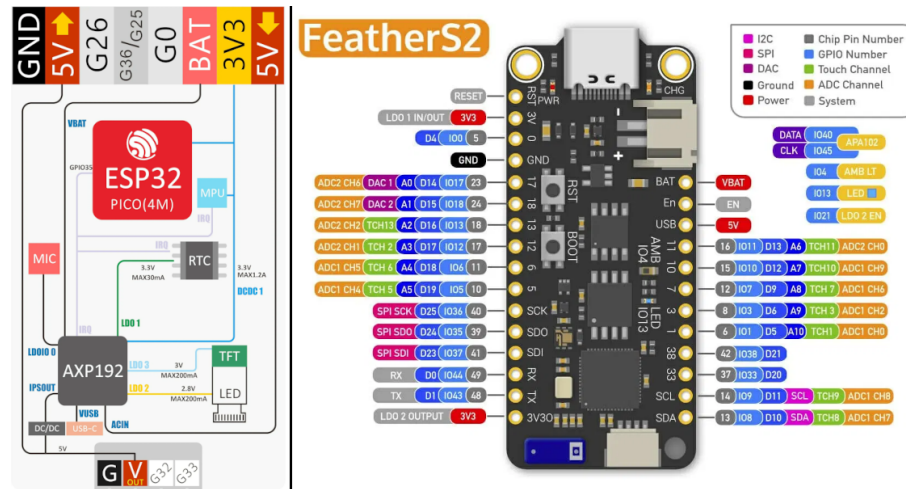 GND
5V
G26
G36/G25
G0
BAT
3V3
5V
VBAT
GPIO35
ESP32
PICO(4M)
MPU
IRQ
IRQ
MIC
RTC
3.3V
MAX30mA
3.3V
MAX1.2A
DCDC 1
IRQ
LDO 1
LDOIO 0
AXP192
LDO 3
3V
MAX200mA
TFT
LDO 2
2.8V
MAX200mA
LED
IPSOUT
VUSB
ACIN
DC/DC
USB-C
5V
G
V
OUT
G32
G33
FeatherS2
I2C
SPI
DAC
Ground
Power
Chip Pin Number
GPIO Number
Touch Channel
ADC Channel
System
RESET
LDO 1 IN/OUT 3V3
D4 IO0 5
GND
ADC2 CH6 DAC 1 A0 D14 IO17 23
ADC2 CH7 DAC 2 A1 D15 IO18 24
ADC2 CH2 TCH13 A2 D16 IO13 18
ADC2 CH1 TCH 2 A3 D17 IO12 17
ADC1 CH5 TCH 6 A4 D18 IO6 11
ADC1 CH4 TCH 5 A5 D19 IO5 10
SPI SCK D25 IO36 40
SPI SDO D24 IO35 39
SPI SDI D23 IO37 41
RX D0 IO44 49
TX D1 IO43 48
LDO 2 OUTPUT 3V3
RST
PWR
CHG
3V
0
GND
17
18
13
12
6
5
SCK
SDO
SDI
RX
TX
3V3O
-
+
RST
BOOT
AMB
IO4
LED
IO13
BAT
En
USB
11
10
7
3
1
38
33
SCL
SDA
DATA IO40
CLK IO45
APA102
IO4 AMB LT
IO13 LED
IO21 LDO 2 EN
VBAT
EN
5V
16 IO11 D13 A6 TCH11 ADC2 CH0
15 IO10 D12 A7 TCH10 ADC1 CH9
12 IO7 D9 A8 TCH 7 ADC1 CH6
8 IO3 D6 A9 TCH 3 ADC1 CH2
6 IO1 D5 A10 TCH1 ADC1 CH0
42 IO38 D21
37 IO33 D20
14 IO9 D11 SCL TCH9 ADC1 CH8
13 IO8 D10 SDA TCH8 ADC1 CH7